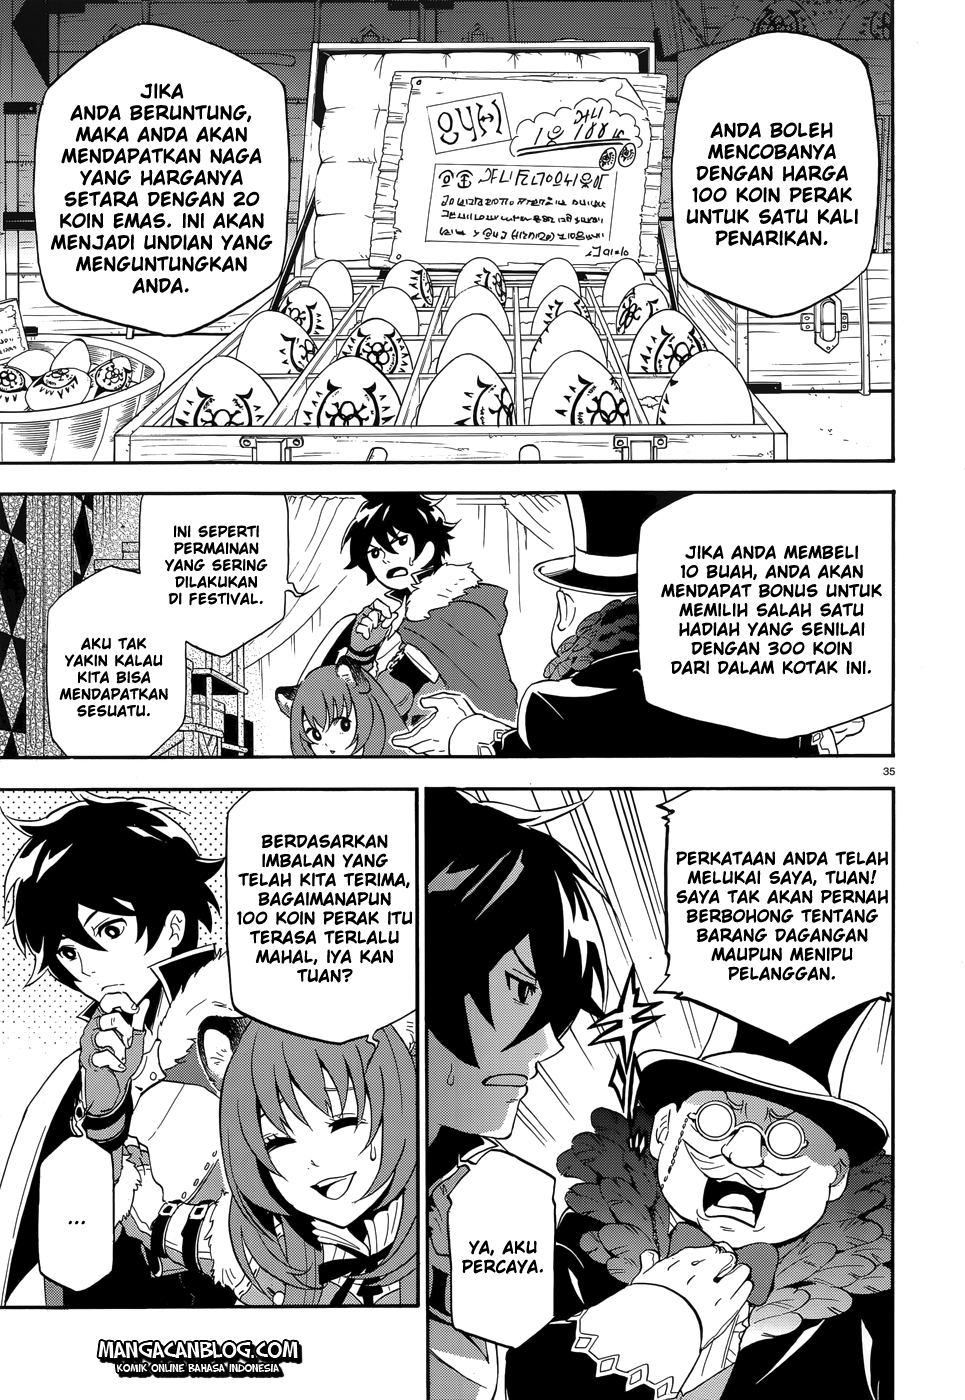 ANDA BOLEH
MENCOBANYA
DENGAN HARGA
100 KOIN PERAK
UNTUK SATU KALI
PENARIKAN.
JIKA
ANDA BERUNTUNG,
MAKA ANDA AKAN
MENDAPATKAN NAGA
YANG HARGANYA
SETARA DENGAN 20
KOIN EMAS. INI AKAN
MENJADI UNDIAN YANG
MENGUNTUNGKAN
ANDA.
JIKA ANDA MEMBELI
10 BUAH, ANDA AKAN
MENDAPAT BONUS UNTUK
MEMILIH SALAH SATU
HADIAH YANG SENILAI
DENGAN 300 KOIN
DARI DALAM KOTAK INI.
INI SEPERTI
PERMAINAN
YANG SERING
DILAKUKAN
DI FESTIVAL.
AKU TAK
YAKIN KALAU
KITA BISA
MENDAPATKAN
SESUATU.
35
PERKATAAN ANDA TELAH
MELUKAI SAYA, TUAN!
SAYA TAK AKAN PERNAH
BERBOHONG TENTANG
BARANG DAGANGAN
MAUPUN MENIPU
PELANGGAN.
YA, AKU
PERCAYA.
BERDASARKAN
IMBALAN YANG
TELAH KITA TERIMA,
BAGAIMANAPUN
100 KOIN PERAK ITU
TERASA TERLALU
MAHAL, IYA KAN
TUAN?
...
MANGACANBLOG.COM
KOMIK ONLINE BAHASA INDONESIA